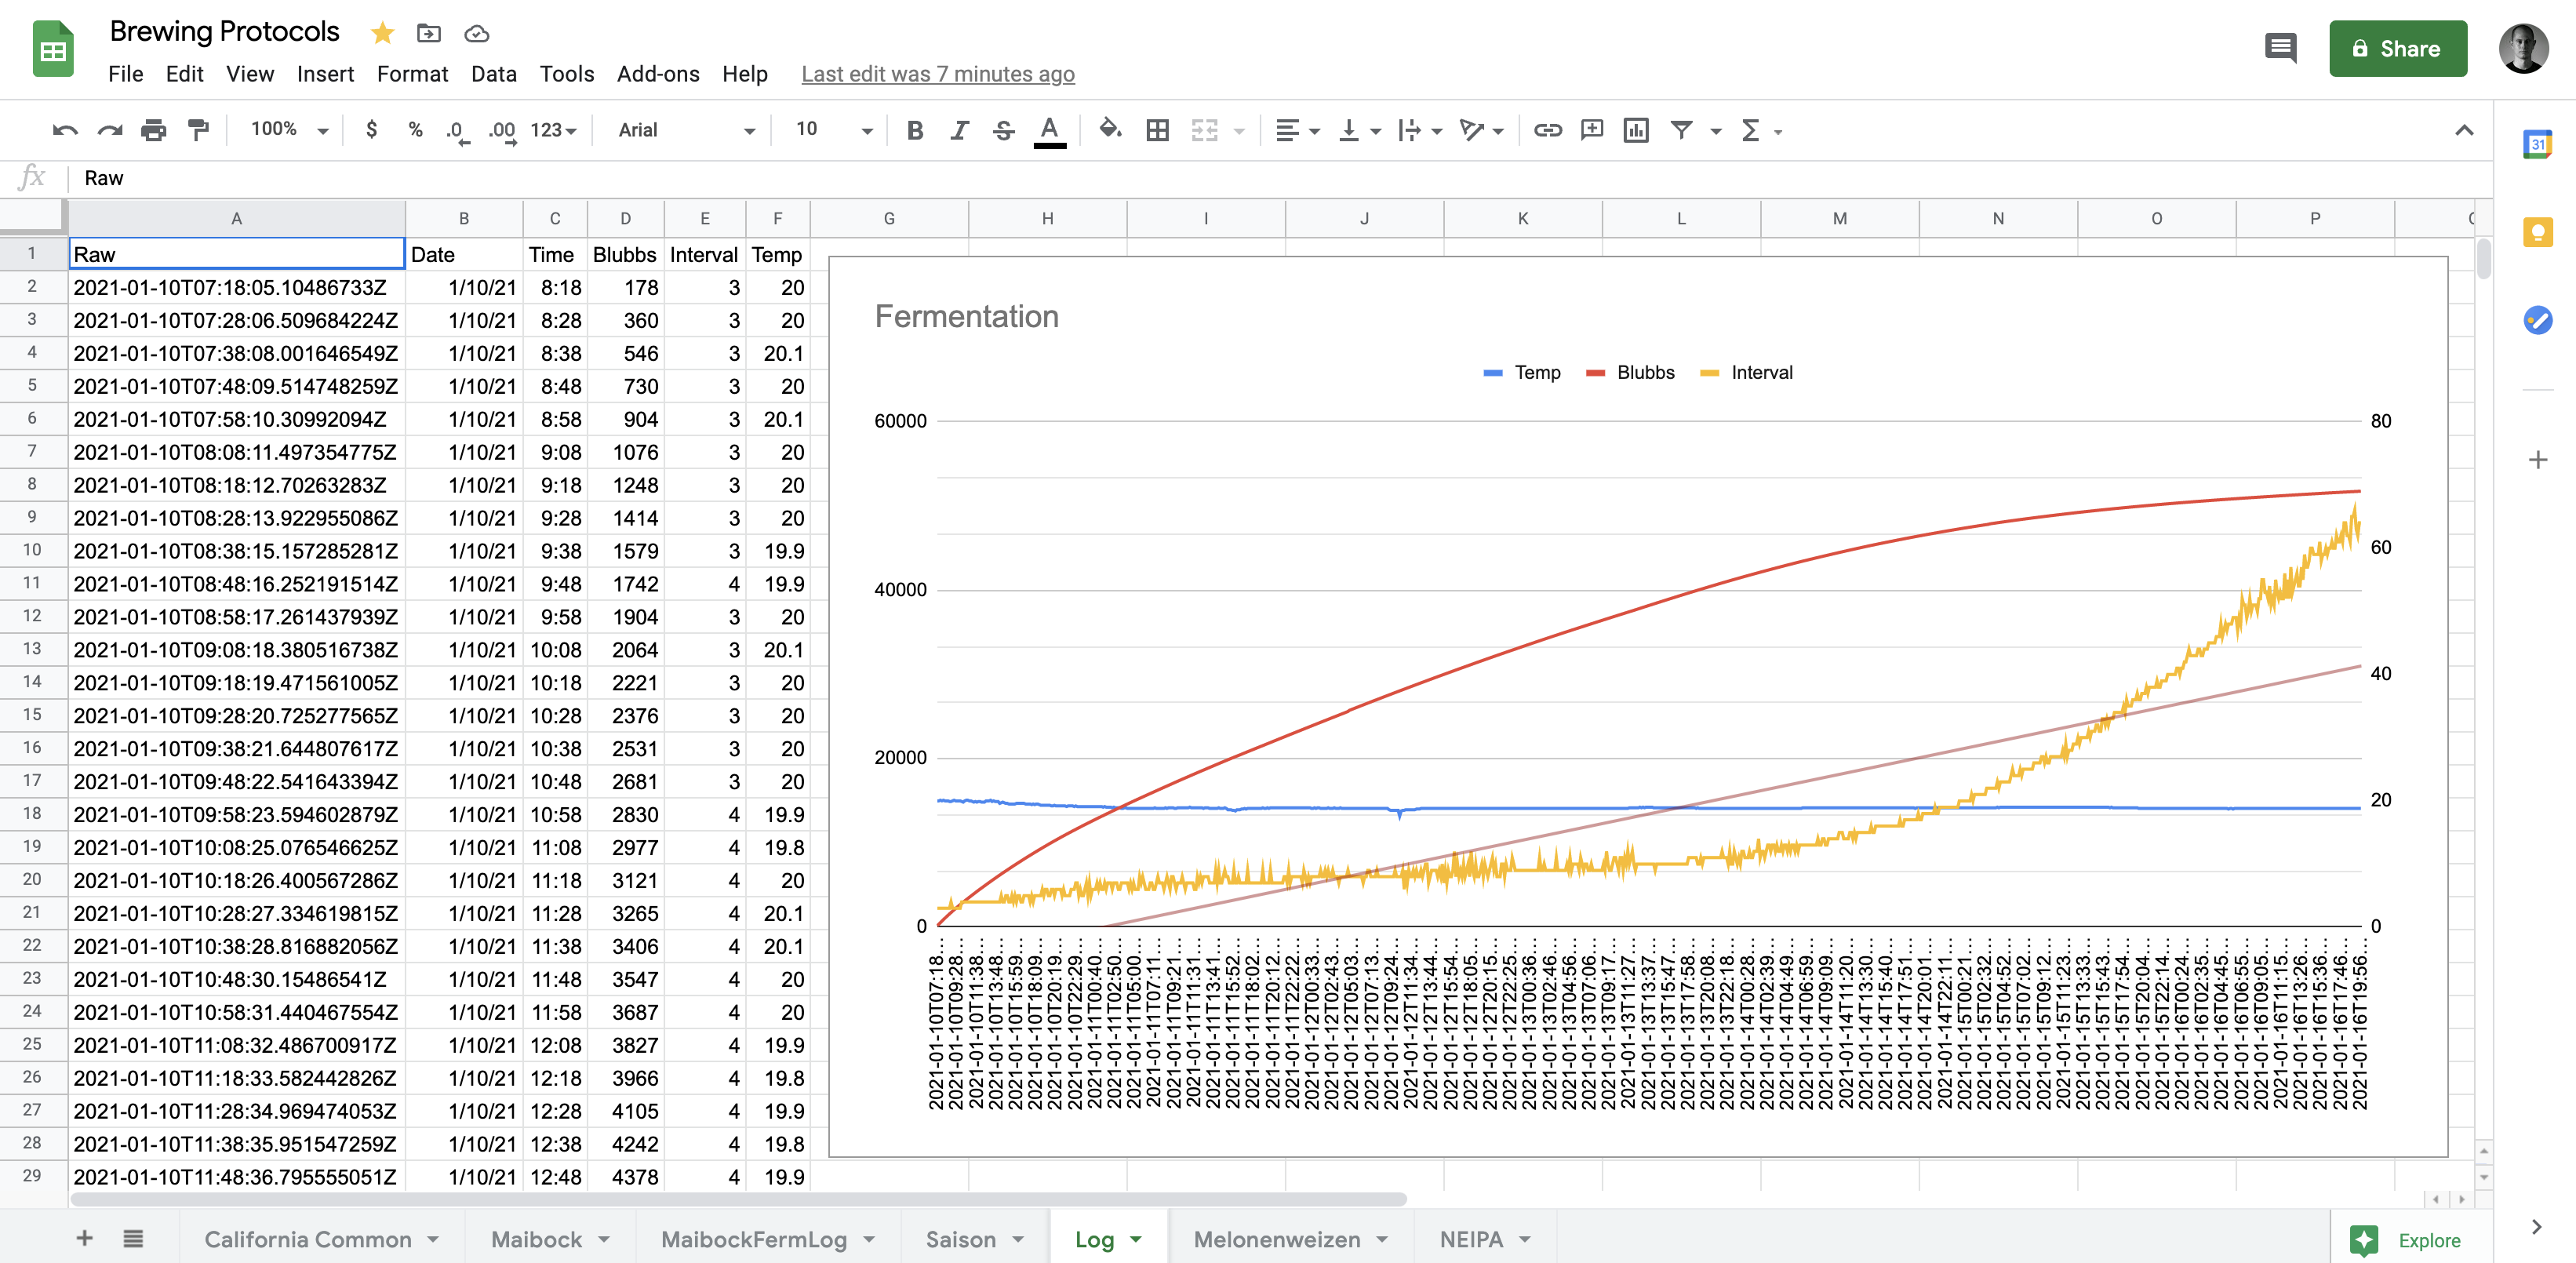 Brewing Protocols
File Edit View Insert Format Data Tools Add-ons Help Last edit was 7 minutes ago
Share
100% $ % .0 .00 123 Arial 10 B I S A
31
fx Raw
A B C D E F G H I J K L M N O P
1 Raw Date Time Blubbs Interval Temp
2 2021-01-10T07:18:05.10486733Z 1/10/21 8:18 178 3 20
3 2021-01-10T07:28:06.509684224Z 1/10/21 8:28 360 3 20
4 2021-01-10T07:38:08.001646549Z 1/10/21 8:38 546 3 20.1
5 2021-01-10T07:48:09.514748259Z 1/10/21 8:48 730 3 20
6 2021-01-10T07:58:10.30992094Z 1/10/21 8:58 904 3 20.1
7 2021-01-10T08:08:11.497354775Z 1/10/21 9:08 1076 3 20
8 2021-01-10T08:18:12.70263283Z 1/10/21 9:18 1248 3 20
9 2021-01-10T08:28:13.922955086Z 1/10/21 9:28 1414 3 20
10 2021-01-10T08:38:15.157285281Z 1/10/21 9:38 1579 3 19.9
11 2021-01-10T08:48:16.252191514Z 1/10/21 9:48 1742 4 19.9
12 2021-01-10T08:58:17.261437939Z 1/10/21 9:58 1904 3 20
13 2021-01-10T09:08:18.380516738Z 1/10/21 10:08 2064 3 20.1
14 2021-01-10T09:18:19.471561005Z 1/10/21 10:18 2221 3 20
15 2021-01-10T09:28:20.725277565Z 1/10/21 10:28 2376 3 20
16 2021-01-10T09:38:21.644807617Z 1/10/21 10:38 2531 3 20
17 2021-01-10T09:48:22.541643394Z 1/10/21 10:48 2681 3 20
18 2021-01-10T09:58:23.594602879Z 1/10/21 10:58 2830 4 19.9
19 2021-01-10T10:08:25.076546625Z 1/10/21 11:08 2977 4 19.8
20 2021-01-10T10:18:26.400567286Z 1/10/21 11:18 3121 4 20
21 2021-01-10T10:28:27.334619815Z 1/10/21 11:28 3265 4 20.1
22 2021-01-10T10:38:28.816882056Z 1/10/21 11:38 3406 4 20.1
23 2021-01-10T10:48:30.15486541Z 1/10/21 11:48 3547 4 20
24 2021-01-10T10:58:31.440467554Z 1/10/21 11:58 3687 4 20
25 2021-01-10T11:08:32.486700917Z 1/10/21 12:08 3827 4 19.9
26 2021-01-10T11:18:33.582442826Z 1/10/21 12:18 3966 4 19.8
27 2021-01-10T11:28:34.969474053Z 1/10/21 12:28 4105 4 19.9
28 2021-01-10T11:38:35.951547259Z 1/10/21 12:38 4242 4 19.8
29 2021-01-10T11:48:36.795555051Z 1/10/21 12:48 4378 4 19.9
Fermentation
Temp Blubbs Interval
60000
40000
20000
0
80
60
40
20
0
2021-01-10T07:18...
2021-01-10T09:28...
2021-01-10T11:38...
2021-01-10T13:48...
2021-01-10T15:59...
2021-01-10T18:09...
2021-01-10T20:19...
2021-01-10T22:29...
2021-01-11T00:40...
2021-01-11T02:50...
2021-01-11T05:00...
2021-01-11T07:11...
2021-01-11T09:21...
2021-01-11T11:31...
2021-01-11T13:41...
2021-01-11T15:52...
2021-01-11T18:02...
2021-01-11T20:12...
2021-01-11T22:22...
2021-01-12T00:33...
2021-01-12T02:43...
2021-01-12T05:03...
2021-01-12T07:13...
2021-01-12T09:24...
2021-01-12T11:34...
2021-01-12T13:44...
2021-01-12T15:54...
2021-01-12T18:05...
2021-01-12T20:15...
2021-01-12T22:25...
2021-01-13T00:36...
2021-01-13T02:46...
2021-01-13T04:56...
2021-01-13T07:06...
2021-01-13T09:17...
2021-01-13T11:27...
2021-01-13T13:37...
2021-01-13T15:47...
2021-01-13T17:58...
2021-01-13T20:08...
2021-01-13T22:18...
2021-01-14T00:28...
2021-01-14T02:39...
2021-01-14T04:49...
2021-01-14T06:59...
2021-01-14T09:09...
2021-01-14T11:20...
2021-01-14T13:30...
2021-01-14T15:40...
2021-01-14T17:51...
2021-01-14T20:01...
2021-01-14T22:11...
2021-01-15T00:21...
2021-01-15T02:32...
2021-01-15T04:52...
2021-01-15T07:02...
2021-01-15T09:12...
2021-01-15T11:23...
2021-01-15T13:33...
2021-01-15T15:43...
2021-01-15T17:54...
2021-01-15T20:04...
2021-01-15T22:14...
2021-01-16T00:24...
2021-01-16T02:35...
2021-01-16T04:45...
2021-01-16T06:55...
2021-01-16T09:05...
2021-01-16T11:15...
2021-01-16T13:26...
2021-01-16T15:36...
2021-01-16T17:46...
2021-01-16T19:56...
California Common Maibock MaibockFermLog Saison Log Melonenweizen NEIPA Explore